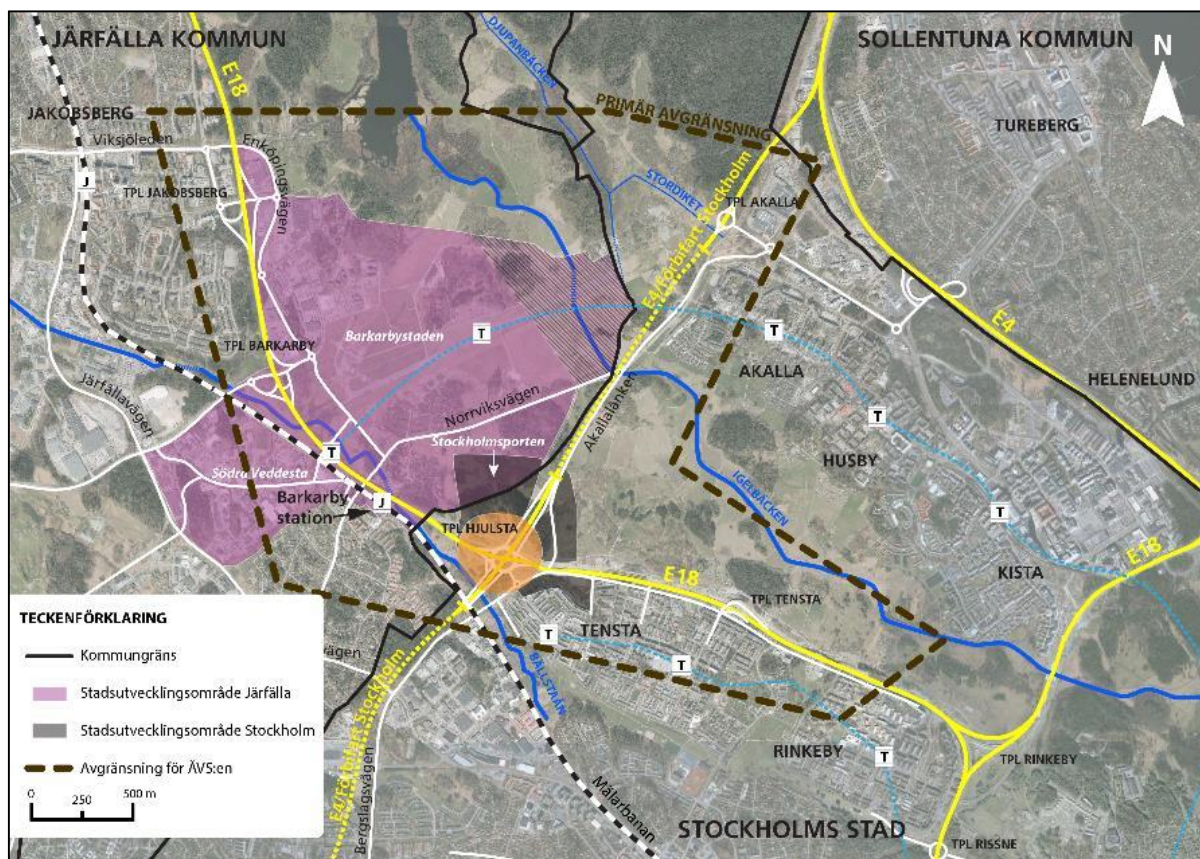 JÄRFÄLLA KOMMUN
SOLLENTUNA KOMMUN
N
E18
DJUPANBÄCKEN
JAKOBSBERG
PRIMÄR AVGRÄNSNING
TUREBERG
Viksjöleden
Enköpingsvägen
J
TPL JAKOBSBERG
STORDIKET
TPL AKALLA
E4/Förbifart Stockholm
E4
Barkarbystaden
T
T
TPL BARKARBY
AKALLA
HELENELUND
Järfällavägen
Norrviksvägen
Akallalänken
T
Stockholmsporten
HUSBY
T
Södra Veddesta
IGELBÄCKEN
Barkarby
station
J
T
TPL HJULSTA
KISTA
E18
E18
TPL TENSTA
TECKENFÖRKLARING
Kommungräns
Stadsutvecklingsområde Järfälla
Stadsutvecklingsområde Stockholm
Avgränsning för ÅVS:en
0 250 500 m
vägen
T
TENSTA
T
BÄLLSTAÅN
E4/Förbifart Stockholm
Bergslagsvägen
RINKEBY
T
TPL RINKEBY
Mälarbanan
STOCKHOLMS STAD
TPL RISSNE